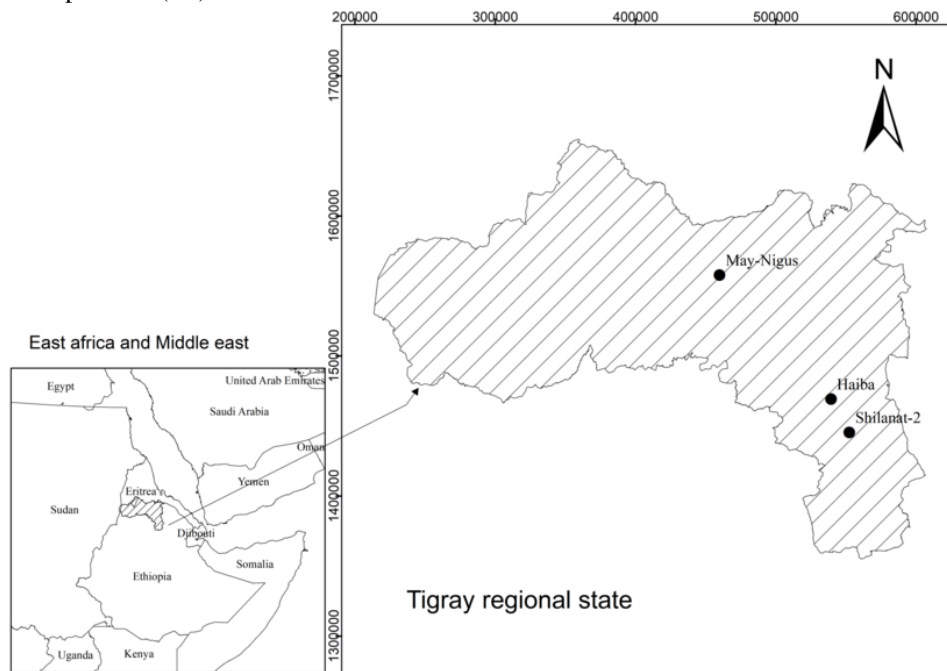 200000 300000 400000 500000 600000
1700000
N
1600000
May-Nigus
1500000
Haiba
Shilanat-2
1400000
1300000
Tigray regional state
East africa and Middle east
Egypt
United Arab Emirates
Saudi Arabia
Oman
Yemen
Eritrea
Sudan
Djibouti
Somalia
Ethiopia
Uganda
Kenya